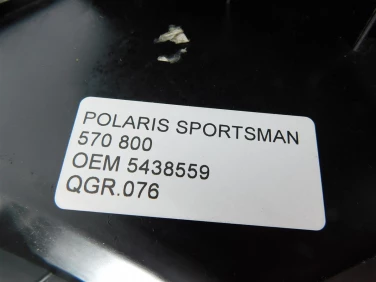 POLARIS SPORTSMAN
570 800
OEM 5438559
QGR.076